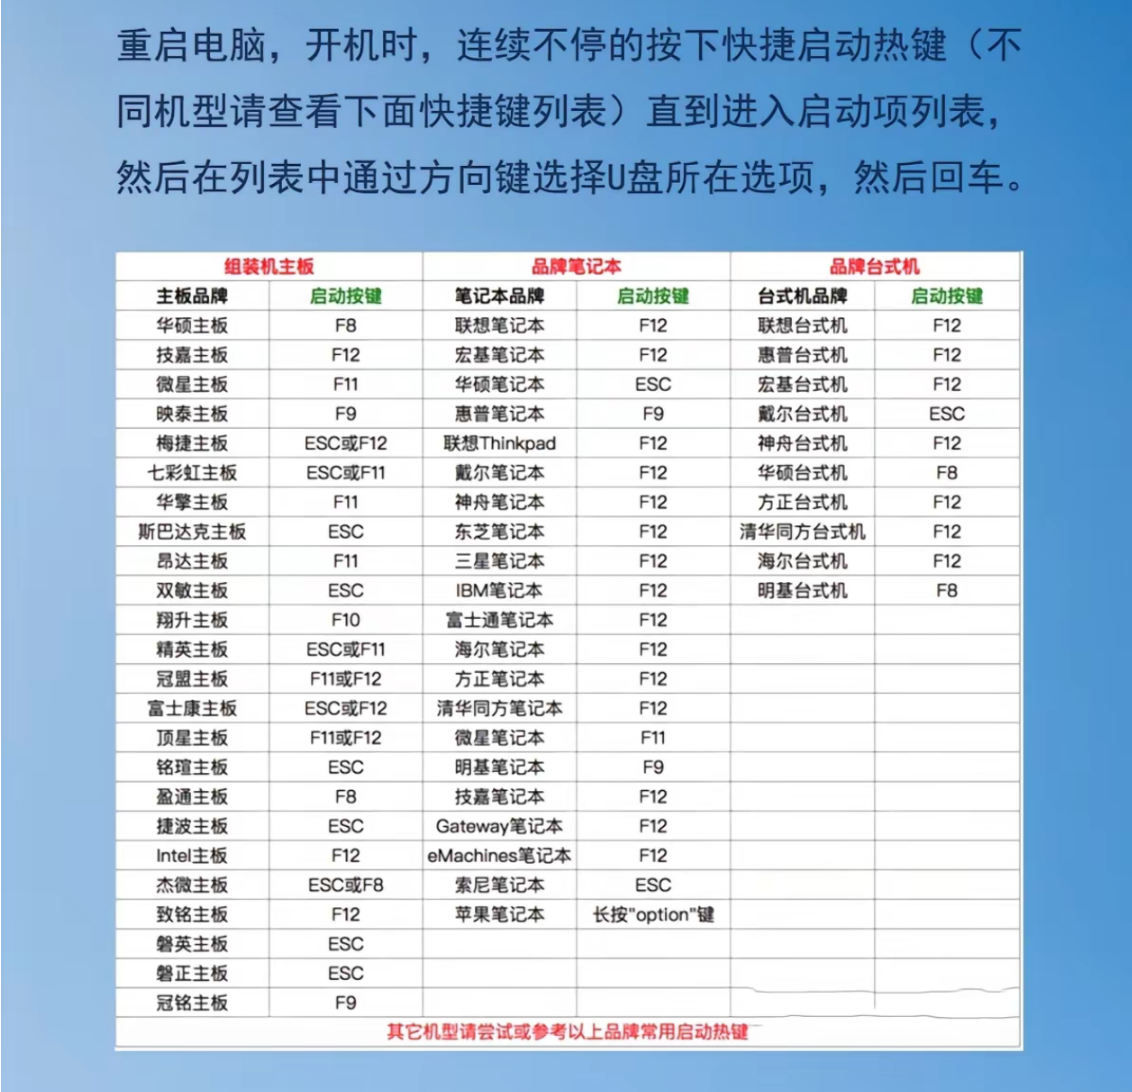 重启电脑，开机时，连续不停的按下快捷启动热键（不
同机型请查看下面快捷键列表）直到进入启动项列表，
然后在列表中通过方向键选择U盘所在选项，然后回车。
组装机主板 品牌笔记本 品牌台式机
主板品牌 启动按键 笔记本品牌 启动按键 台式机品牌 启动按键
华硕主板 F8 联想笔记本 F12 联想台式机 F12
技嘉主板 F12 宏基笔记本 F12 惠普台式机 F12
微星主板 F11 华硕笔记本 ESC 宏基台式机 F12
映泰主板 F9 惠普笔记本 F9 戴尔台式机 ESC
梅捷主板 ESC或F12 联想Thinkpad F12 神舟台式机 F12
七彩虹主板 ESC或F11 戴尔笔记本 F12 华硕台式机 F8
华擎主板 F11 神舟笔记本 F12 方正台式机 F12
斯巴达克主板 ESC 东芝笔记本 F12 清华同方台式机 F12
昂达主板 F11 三星笔记本 F12 海尔台式机 F12
双敏主板 ESC IBM笔记本 F12 明基台式机 F8
翔升主板 F10 富士通笔记本 F12
精英主板 ESC或F11 海尔笔记本 F12
冠盟主板 F11或F12 方正笔记本 F12
富士康主板 ESC或F12 清华同方笔记本 F12
顶星主板 F11或F12 微星笔记本 F11
铭瑄主板 ESC 明基笔记本 F9
盈通主板 F8 技嘉笔记本 F12
捷波主板 ESC Gateway笔记本 F12
Intel主板 F12 eMachines笔记本 F12
杰微主板 ESC或F8 索尼笔记本 ESC
致铭主板 F12 苹果笔记本 长按"option"键
磐英主板 ESC
磐正主板 ESC
冠铭主板 F9
其它机型请尝试或参考以上品牌常用启动热键